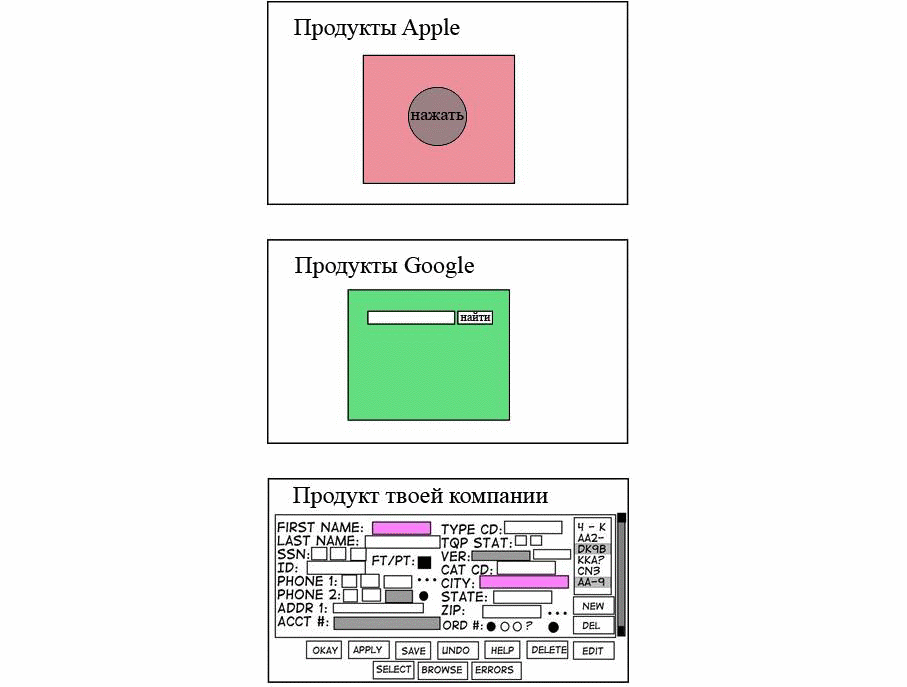 Продукты Apple
нажать
Продукты Google
найти
Продукт твоей компании
FIRST NAME: TYPE CD: 4 - K
LAST NAME: TQP STAT: AA2-
SSN: FT/PT: VER: DK9B
ID: CAT CD: KKA?
PHONE 1: CITY: CN3
PHONE 2: STATE: AA-9
ADDR 1: ZIP: NEW
ACCT #: ORD #: ? DEL
OKAY APPLY SAVE UNDO HELP DELETE EDIT
SELECT BROWSE ERRORS